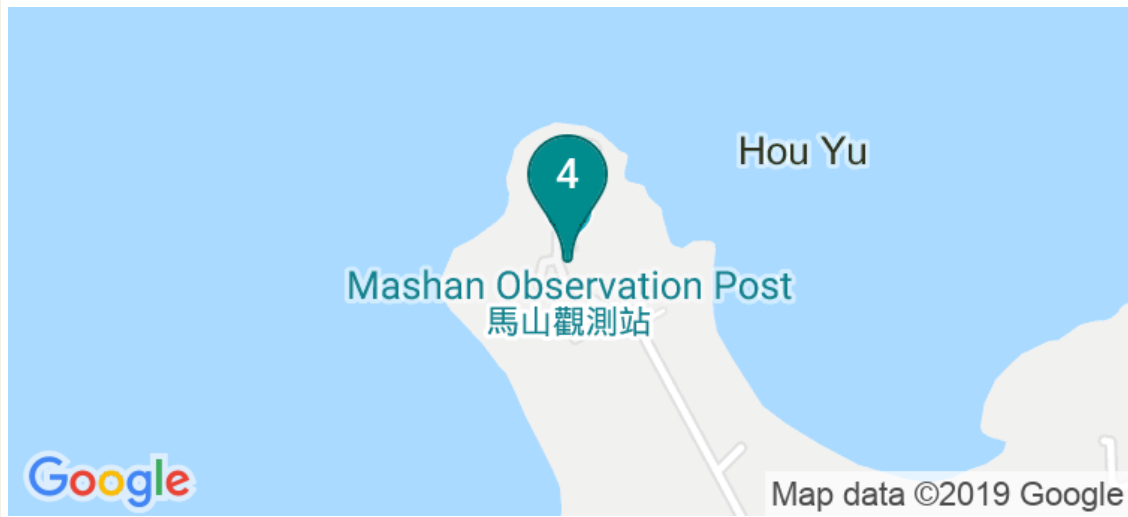 4
Hou Yu
Mashan Observation Post
馬山觀測站
Google
Map data ©2019 Google